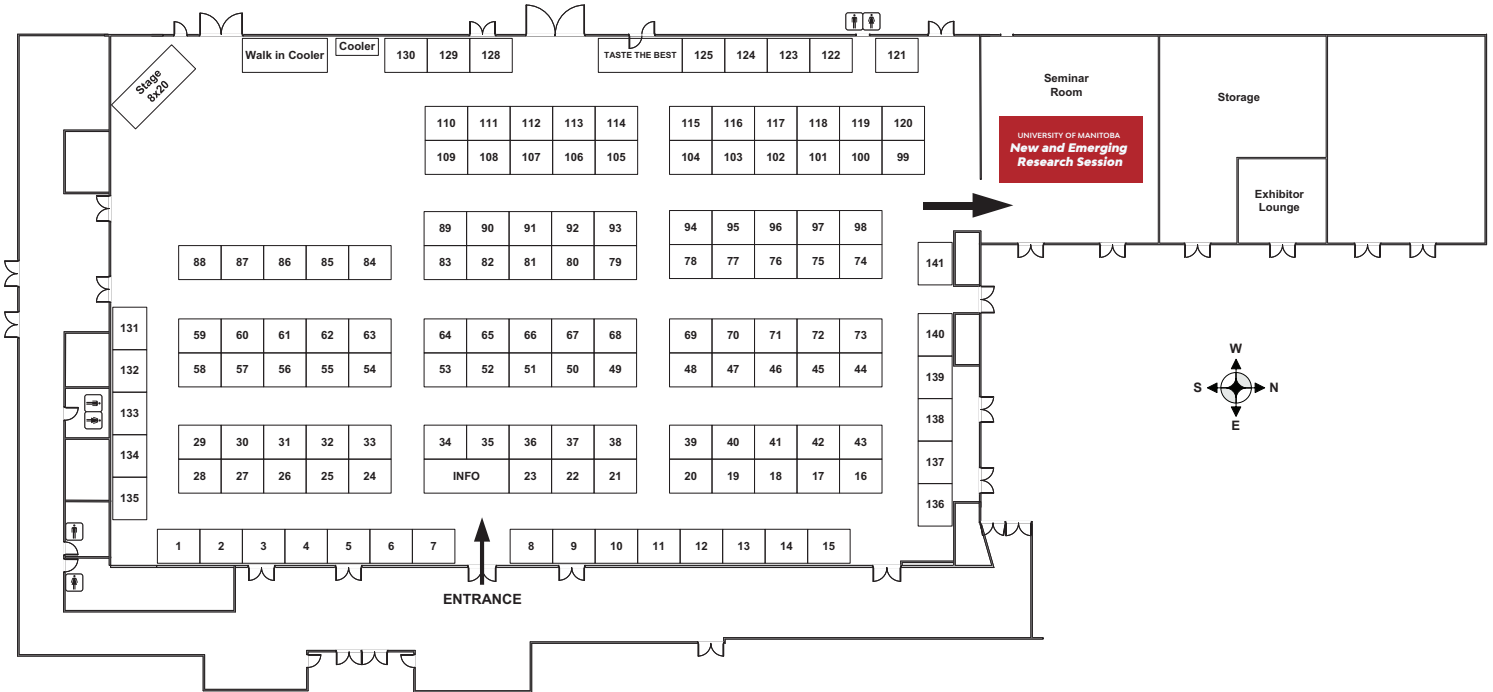 Stage
8x20
Walk in Cooler
Cooler
130 129 128
TASTE THE BEST 125 124 123 122
121
Seminar
Room
Storage
UNIVERSITY OF MANITOBA
New and Emerging
Research Session
Exhibitor
Lounge
110 111 112 113 114
115 116 117 118 119 120
109 108 107 106 105
104 103 102 101 100 99
89 90 91 92 93
94 95 96 97 98
88 87 86 85 84
83 82 81 80 79
78 77 76 75 74
141
131
132
133
134
135
59 60 61 62 63
64 65 66 67 68
69 70 71 72 73
58 57 56 55 54
53 52 51 50 49
48 47 46 45 44
140
139
138
137
136
29 30 31 32 33
34 35 36 37 38
39 40 41 42 43
28 27 26 25 24
INFO 23 22 21
20 19 18 17 16
1 2 3 4 5 6 7
8 9 10 11 12 13 14 15
ENTRANCE
W
S N
E